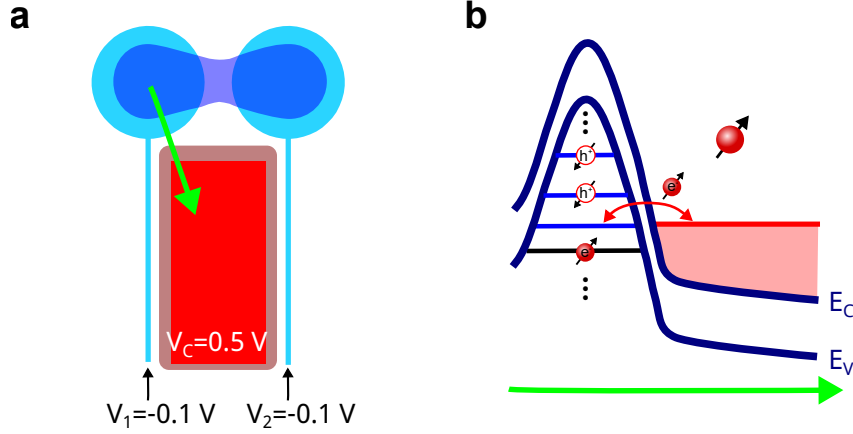 a
V_C=0.5 V
V_1=-0.1 V
V_2=-0.1 V
b
h⁺
h⁺
e
e
E_C
E_V